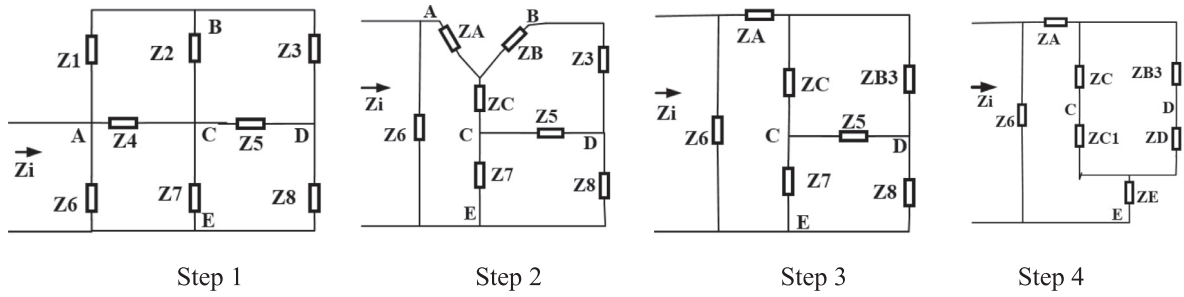 B
Z1 Z2 Z3
A Z4 C Z5 D
Zi
Z6 Z7 Z8
E
Step 1
A B
ZA ZB
Z3
ZC
Zi
Z6 C Z5 D
Z7
Z8
E
Step 2
ZA
ZC ZB3
Zi
Z6 C Z5 D
Z7
Z8
E
Step 3
ZA
ZC ZB3
Zi
C D
Z6
ZC1 ZD
E ZE
Step 4